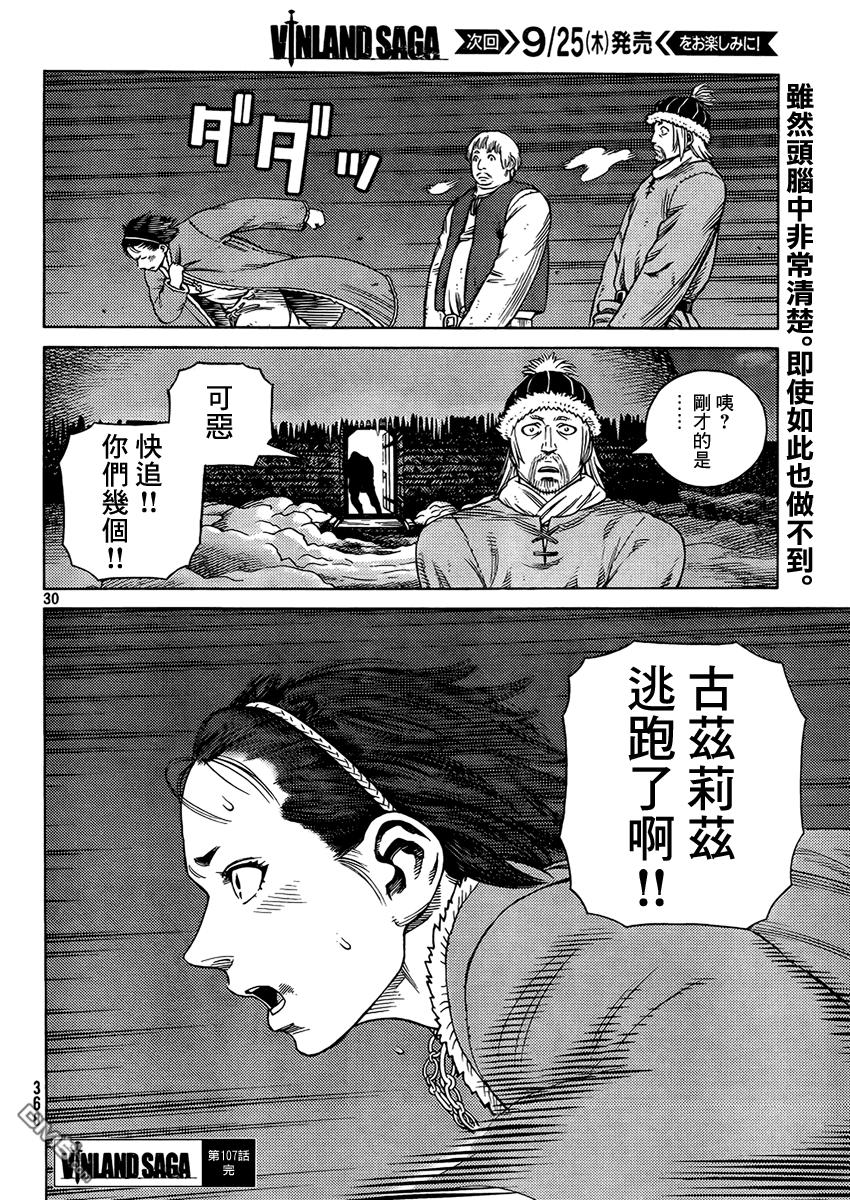 VINLAND SAGA 次回 9/25(木)発売 をお楽しみに!
雖然頭腦中非常清楚。即使如此也做不到。
ダダダッ
咦?
剛才的是
……
可惡
快追!!
你們幾個!!
30
古茲莉茲
逃跑了啊!!
VINLAND SAGA
第107話
完